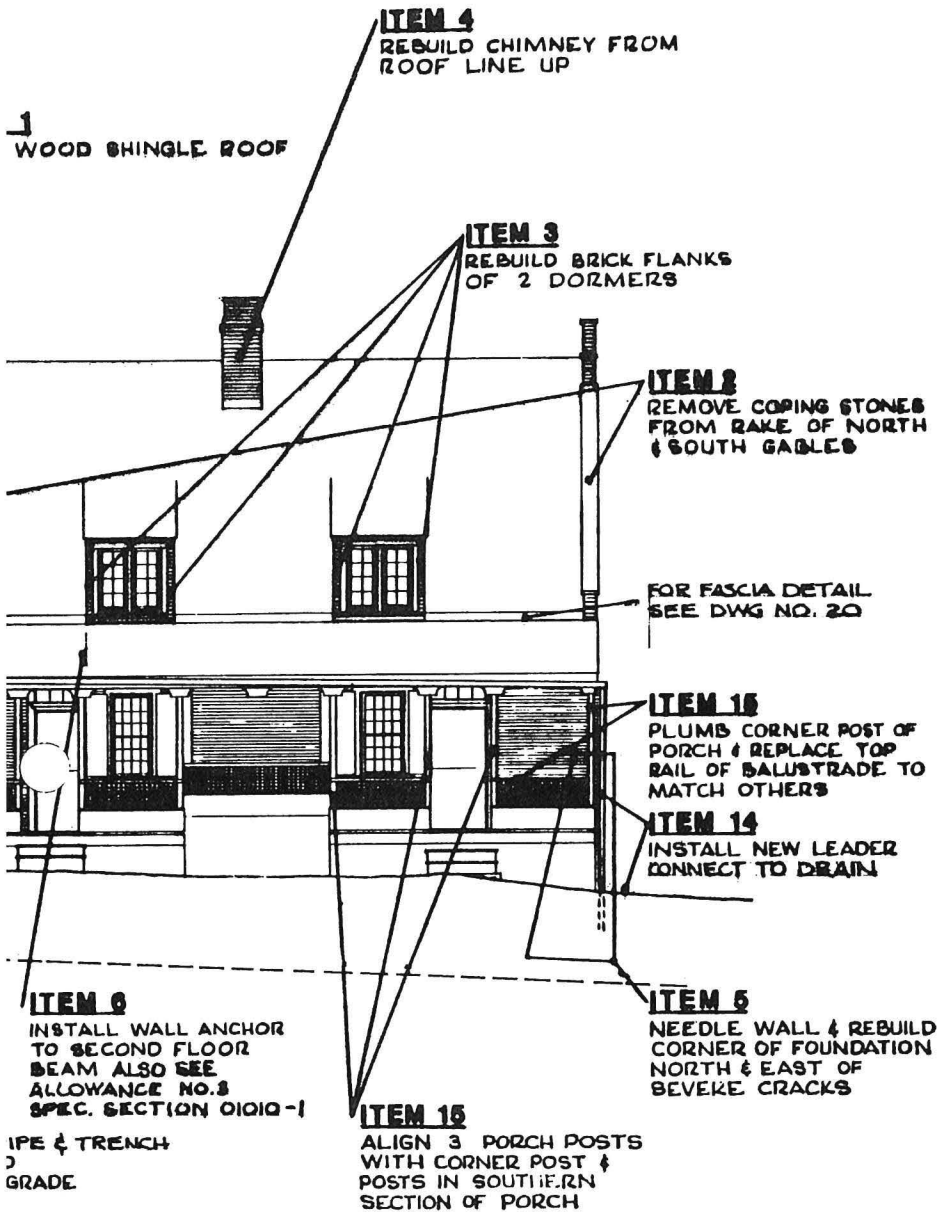 ITEM 4
REBUILD CHIMNEY FROM
ROOF LINE UP
1
WOOD SHINGLE ROOF
ITEM 3
REBUILD BRICK FLANKS
OF 2 DORMERS
ITEM 2
REMOVE COPING STONES
FROM RAKE OF NORTH
& SOUTH GABLES
FOR FASCIA DETAIL
SEE DWG NO. 20
ITEM 16
PLUMB CORNER POST OF
PORCH & REPLACE TOP
RAIL OF BALUSTRADE TO
MATCH OTHERS
ITEM 14
INSTALL NEW LEADER
CONNECT TO DRAIN
ITEM 6
INSTALL WALL ANCHOR
TO SECOND FLOOR
BEAM ALSO SEE
ALLOWANCE NO.3
SPEC. SECTION 01010-1
IPE & TRENCH
GRADE
ITEM 15
ALIGN 3 PORCH POSTS
WITH CORNER POST &
POSTS IN SOUTHERN
SECTION OF PORCH
ITEM 5
NEEDLE WALL & REBUILD
CORNER OF FOUNDATION
NORTH & EAST OF
SEVERE CRACKS